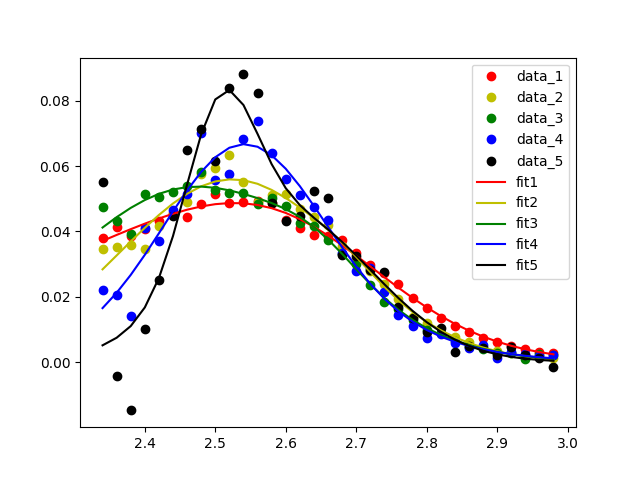 0.08
0.06
0.04
0.02
0.00
2.4 2.5 2.6 2.7 2.8 2.9 3.0
data_1
data_2
data_3
data_4
data_5
fit1
fit2
fit3
fit4
fit5